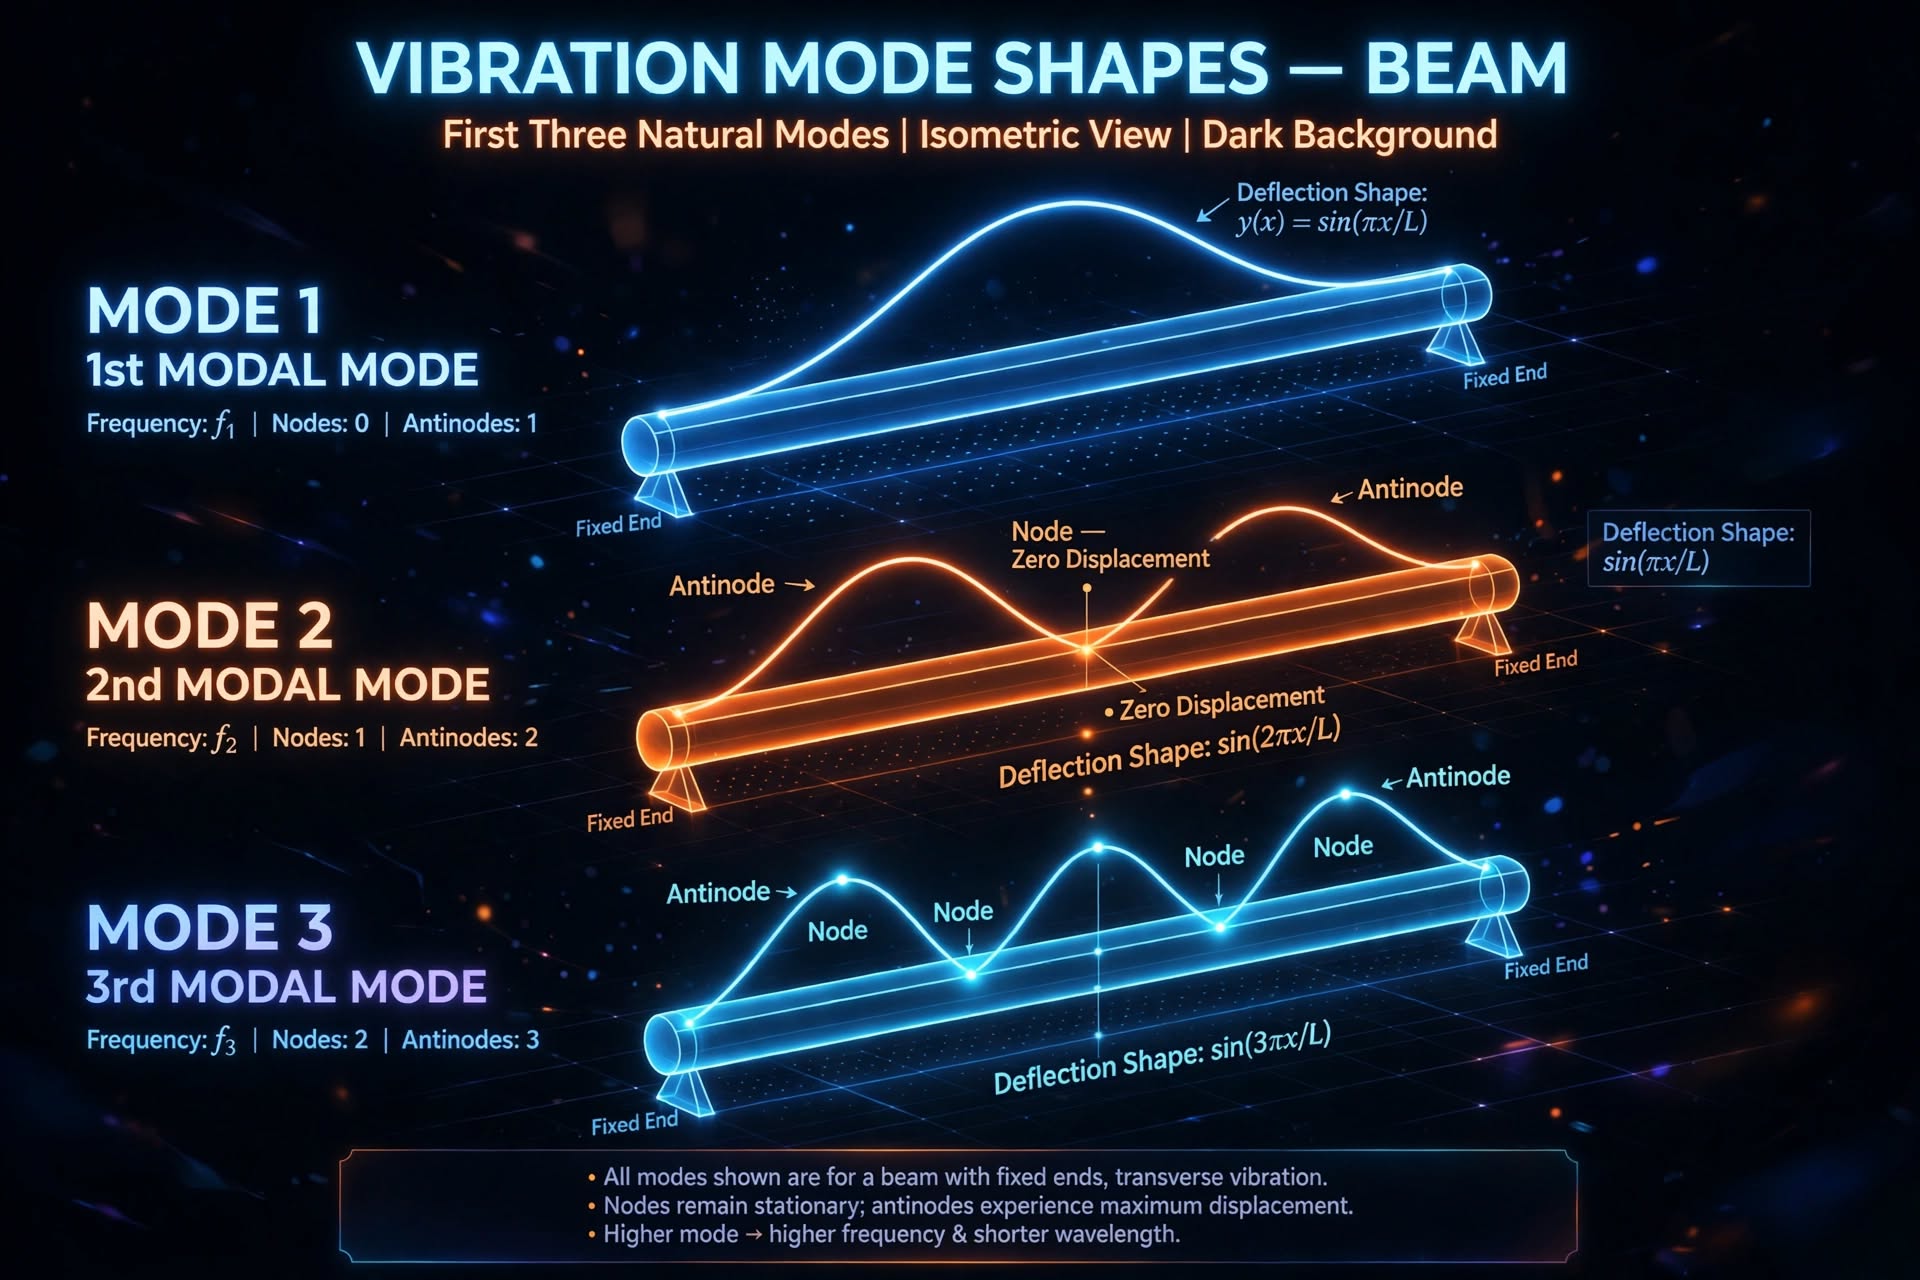 VIBRATION MODE SHAPES — BEAM
First Three Natural Modes | Isometric View | Dark Background
Deflection Shape:
y(x) = sin(πx/L)
MODE 1
1st MODAL MODE
Frequency: f₁ | Nodes: 0 | Antinodes: 1
Fixed End
Fixed End
Antinode
Node —
Zero Displacement
Deflection Shape:
sin(πx/L)
Antinode
MODE 2
2nd MODAL MODE
Frequency: f₂ | Nodes: 1 | Antinodes: 2
Fixed End
• Zero Displacement
Deflection Shape: sin(2πx/L)
Fixed End
Antinode
Node
Node
Antinode
Node
Node
MODE 3
3rd MODAL MODE
Frequency: f₃ | Nodes: 2 | Antinodes: 3
Fixed End
Deflection Shape: sin(3πx/L)
Fixed End
• All modes shown are for a beam with fixed ends, transverse vibration.
• Nodes remain stationary; antinodes experience maximum displacement.
• Higher mode → higher frequency & shorter wavelength.